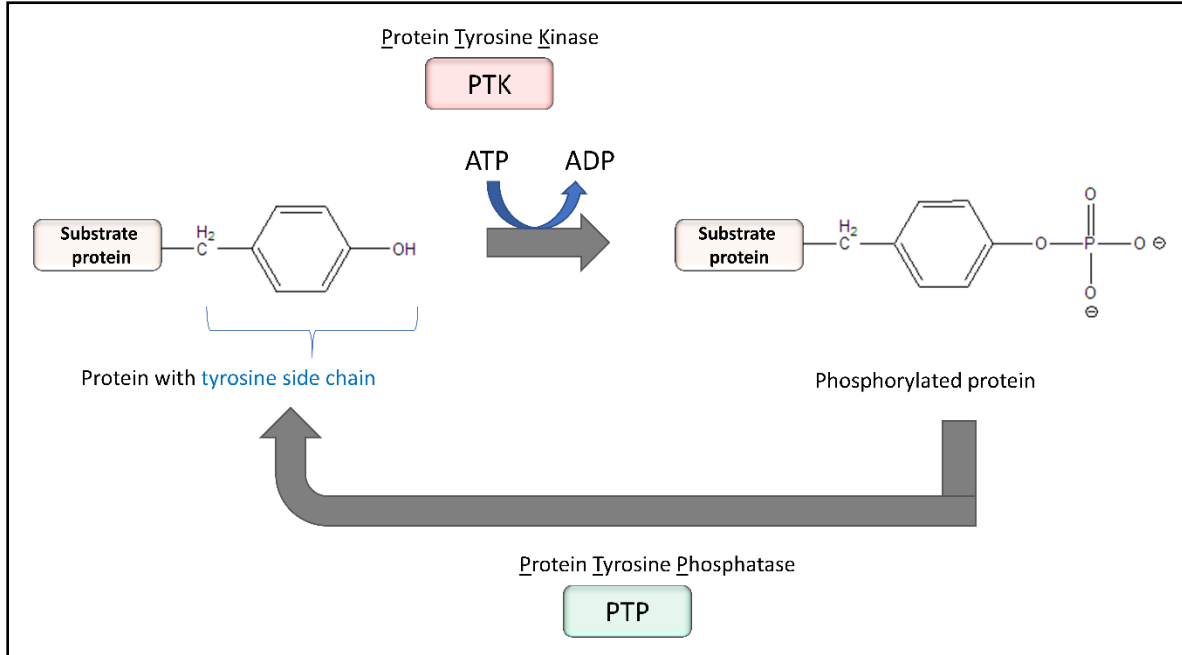 Protein Tyrosine Kinase
PTK
ATP ADP
Substrate
protein
H2
C
OH
Substrate
protein
H2
C
O
P
O
O ⊖
O
⊖
Protein with tyrosine side chain
Phosphorylated protein
Protein Tyrosine Phosphatase
PTP